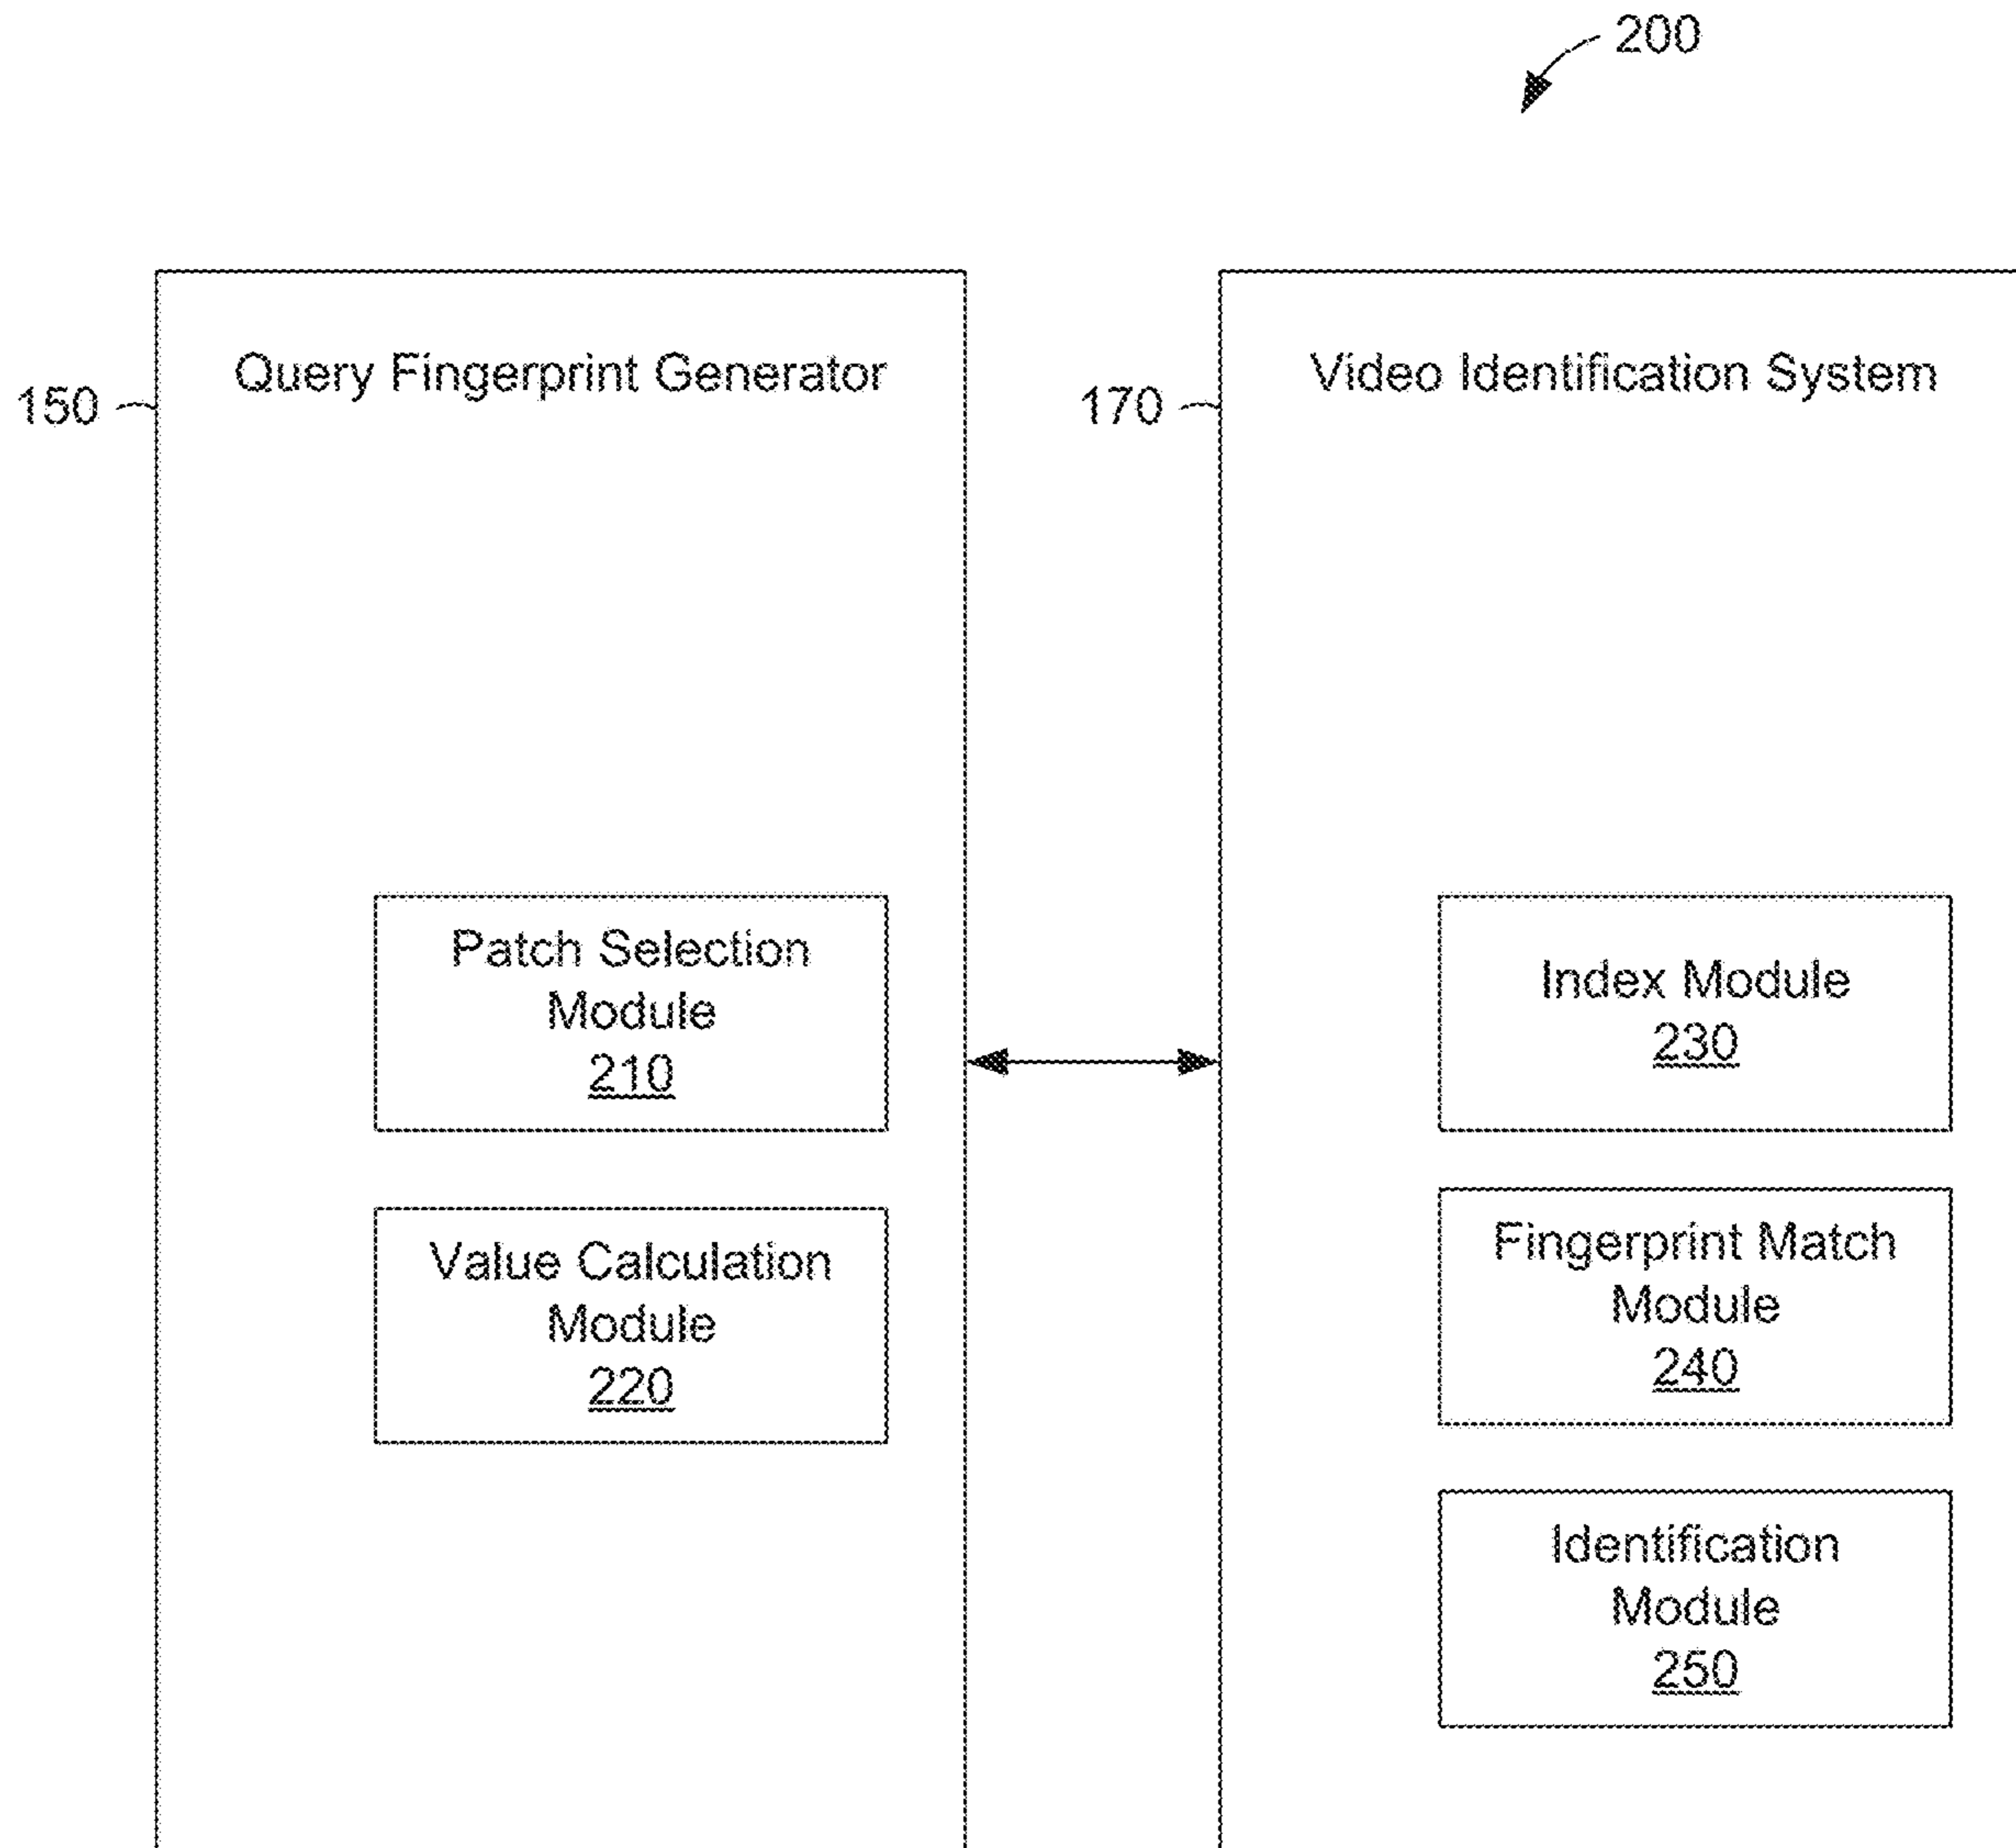 200
Query Fingerprint Generator
150
Patch Selection
Module
210
Value Calculation
Module
220
Video Identification System
170
Index Module
230
Fingerprint Match
Module
240
Identification
Module
250